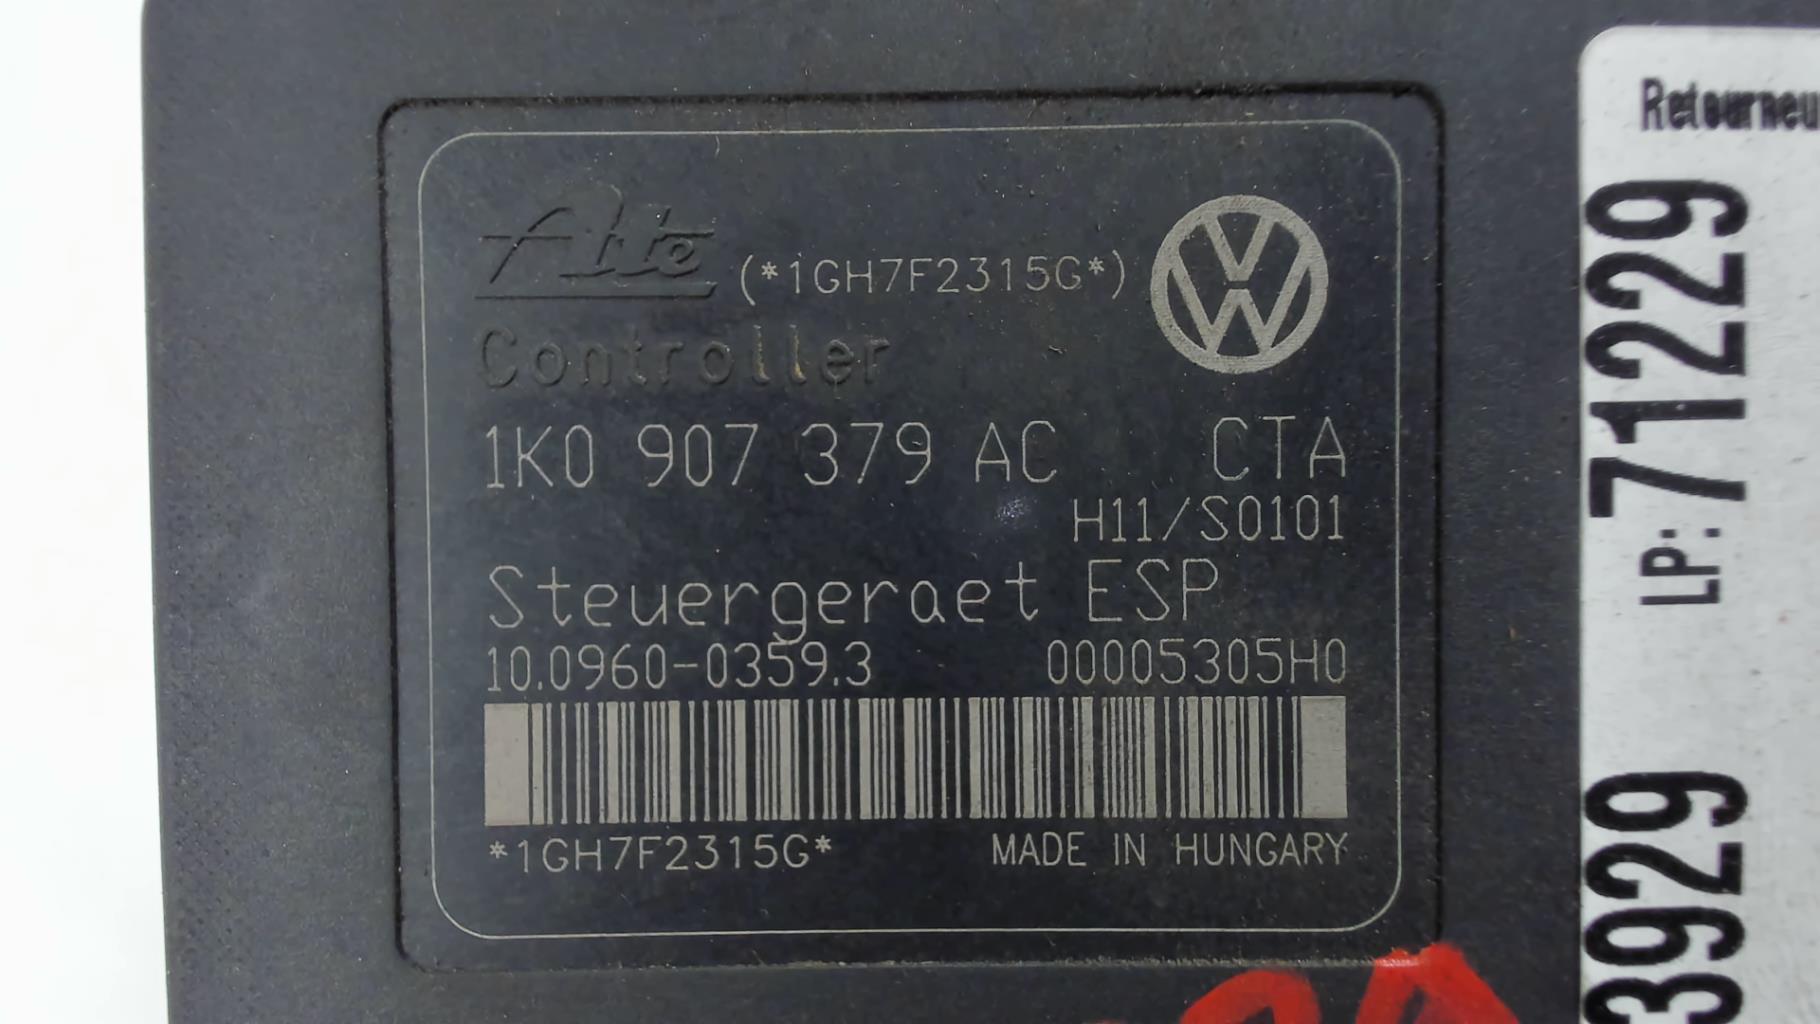 Ate (*1GH7F2315G*)
Controller
1K0 907 379 AC CTA
H11/S0101
Steuergeraet ESP
10.0960-0359.3 00005305H0
*1GH7F2315G* MADE IN HUNGARY
LP: 71229
3929